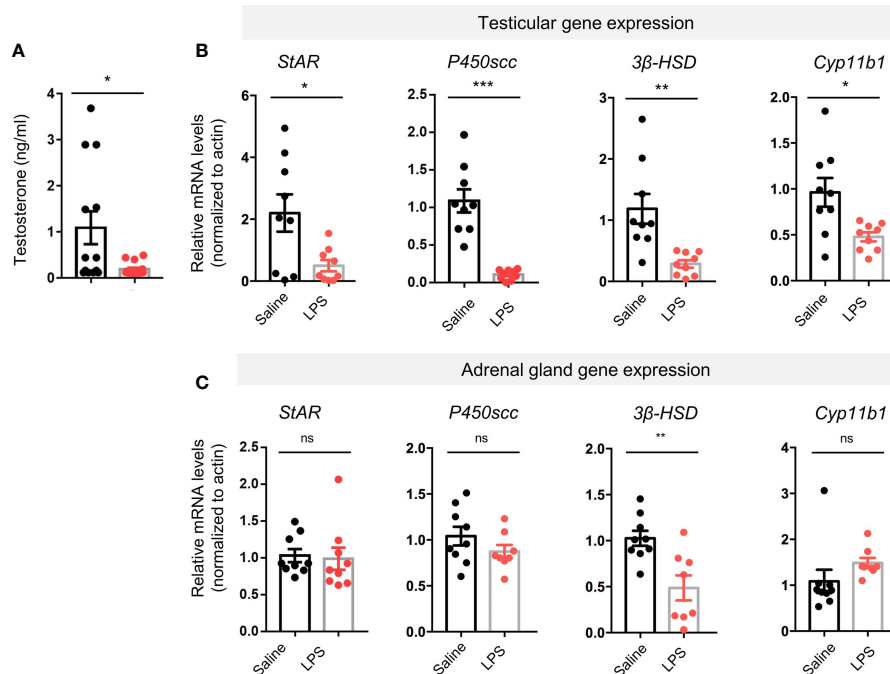 Testicular gene expression
A
B
StAR
P450scc
3β-HSD
Cyp11b1
*
*
***
**
*
Testosterone (ng/ml)
4
3
2
1
0
Relative mRNA levels
(normalized to actin)
6
4
2
0
Saline
LPS
2.5
2.0
1.5
1.0
0.5
0.0
Saline
LPS
3
2
1
0
Saline
LPS
2.0
1.5
1.0
0.5
0.0
Saline
LPS
Adrenal gland gene expression
C
StAR
P450scc
3β-HSD
Cyp11b1
ns
ns
**
ns
Relative mRNA levels
(normalized to actin)
2.5
2.0
1.5
1.0
0.5
0.0
Saline
LPS
2.0
1.5
1.0
0.5
0.0
Saline
LPS
2.0
1.5
1.0
0.5
0.0
Saline
LPS
4
3
2
1
0
Saline
LPS